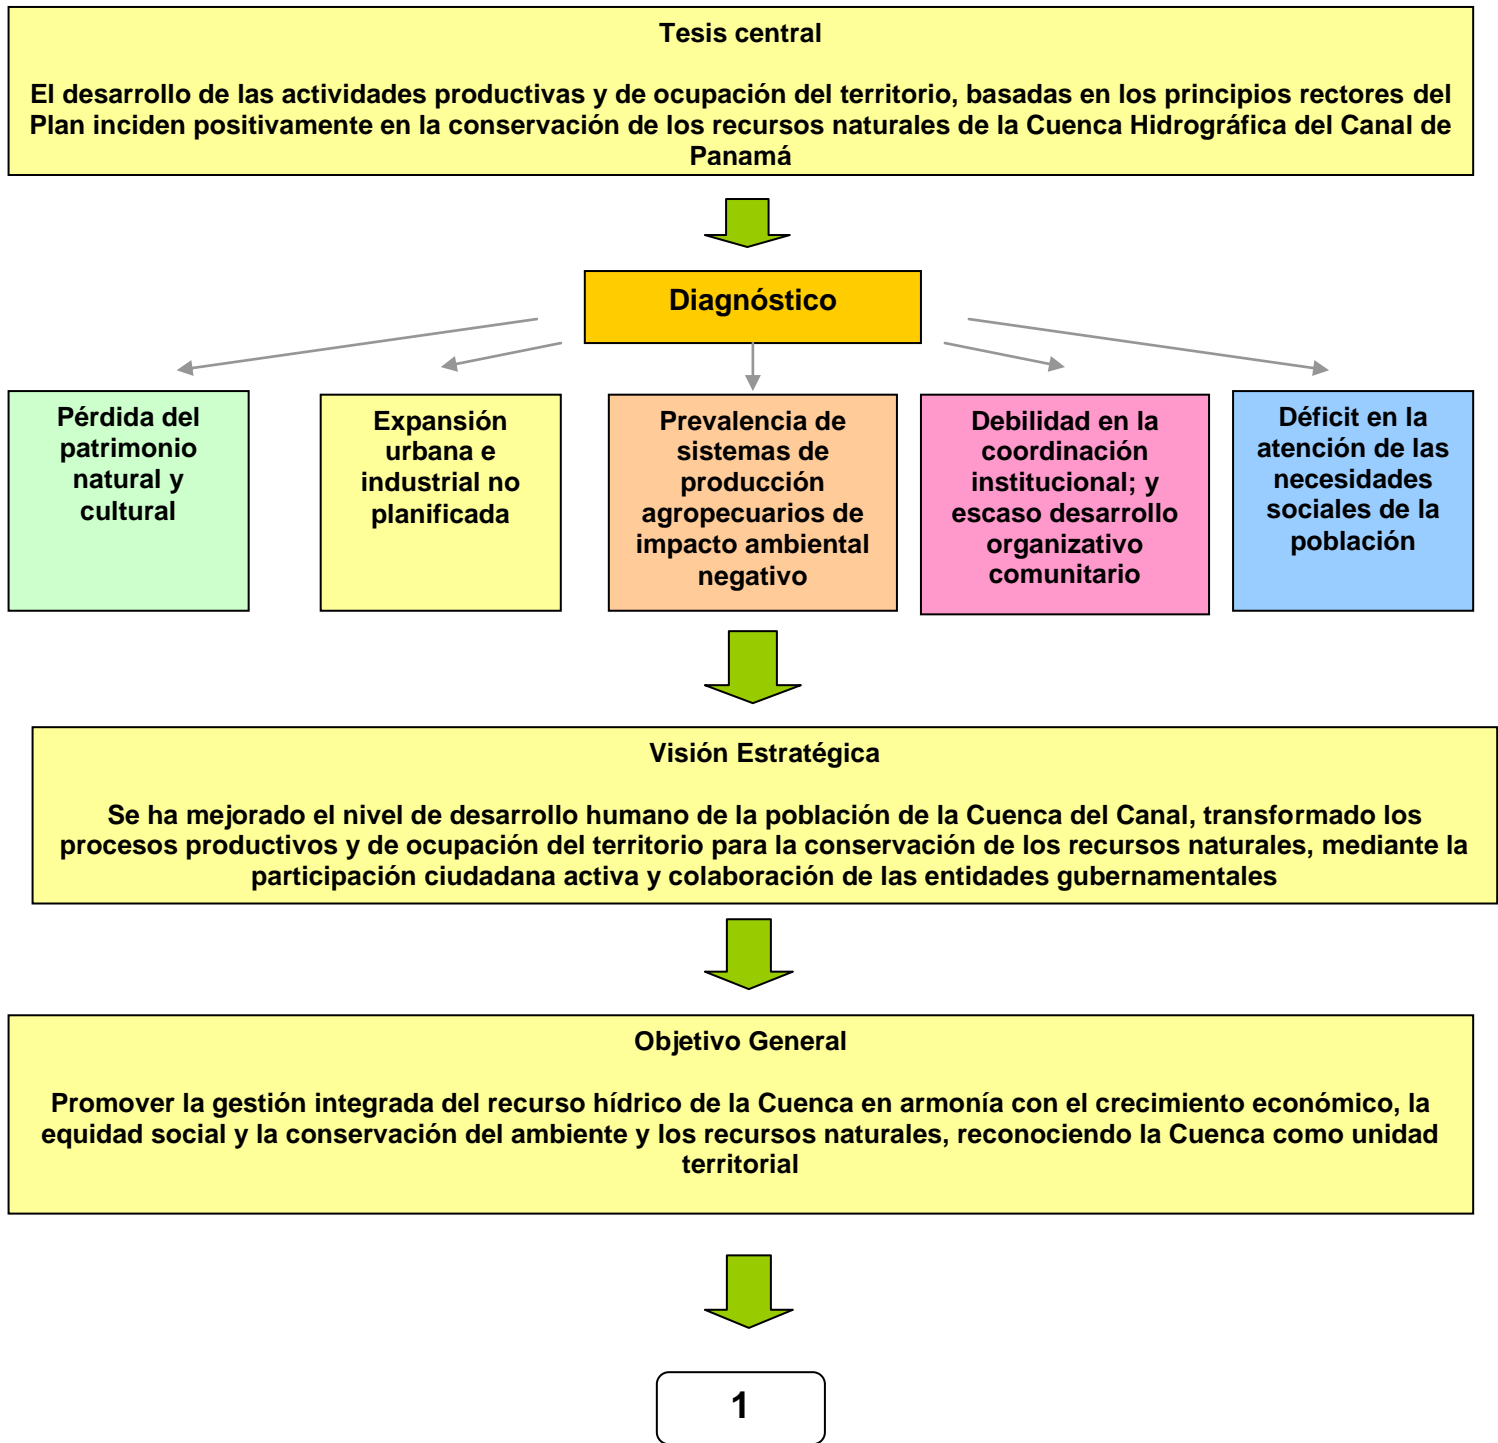 Tesis central
El desarrollo de las actividades productivas y de ocupación del territorio, basadas en los principios rectores del
Plan inciden positivamente en la conservación de los recursos naturales de la Cuenca Hidrográfica del Canal de
Panamá
Diagnóstico
Pérdida del
patrimonio
natural y
cultural
Expansión
urbana e
industrial no
planificada
Prevalencia de
sistemas de
producción
agropecuarios de
impacto ambiental
negativo
Debilidad en la
coordinación
institucional; y
escaso desarrollo
organizativo
comunitario
Déficit en la
atención de las
necesidades
sociales de la
población
Visión Estratégica
Se ha mejorado el nivel de desarrollo humano de la población de la Cuenca del Canal, transformado los
procesos productivos y de ocupación del territorio para la conservación de los recursos naturales, mediante la
participación ciudadana activa y colaboración de las entidades gubernamentales
Objetivo General
Promover la gestión integrada del recurso hídrico de la Cuenca en armonía con el crecimiento económico, la
equidad social y la conservación del ambiente y los recursos naturales, reconociendo la Cuenca como unidad
territorial
1